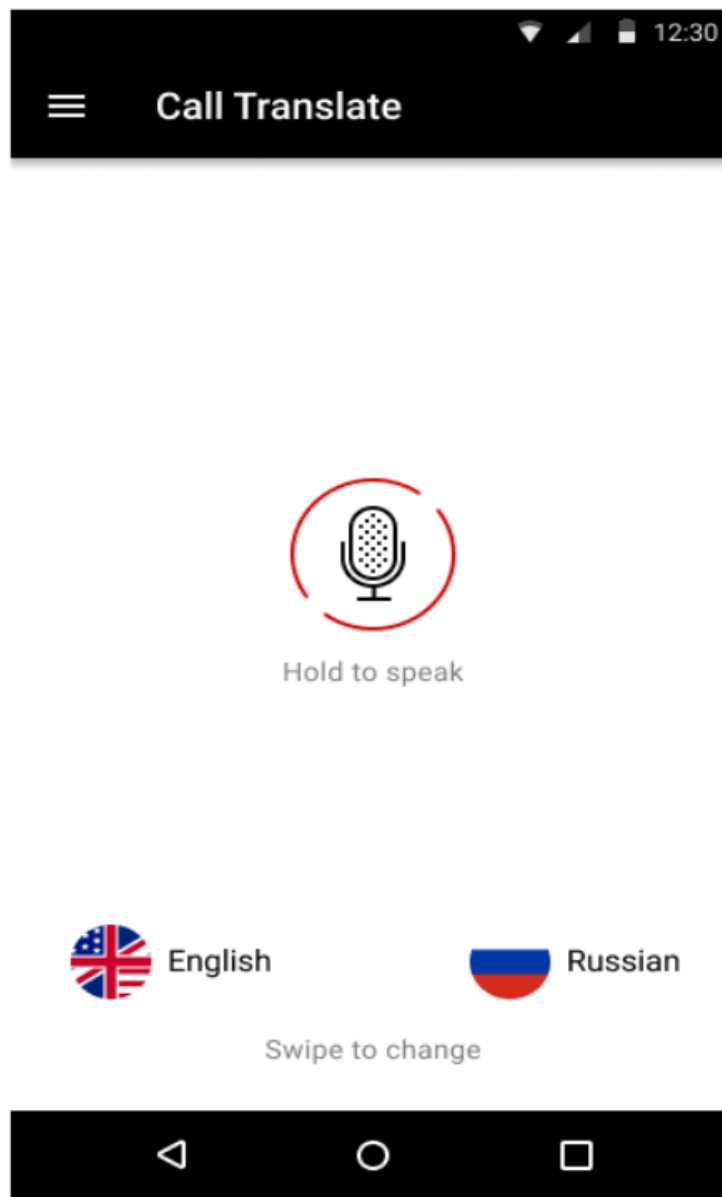 12:30
Call Translate
Hold to speak
English Russian
Swipe to change